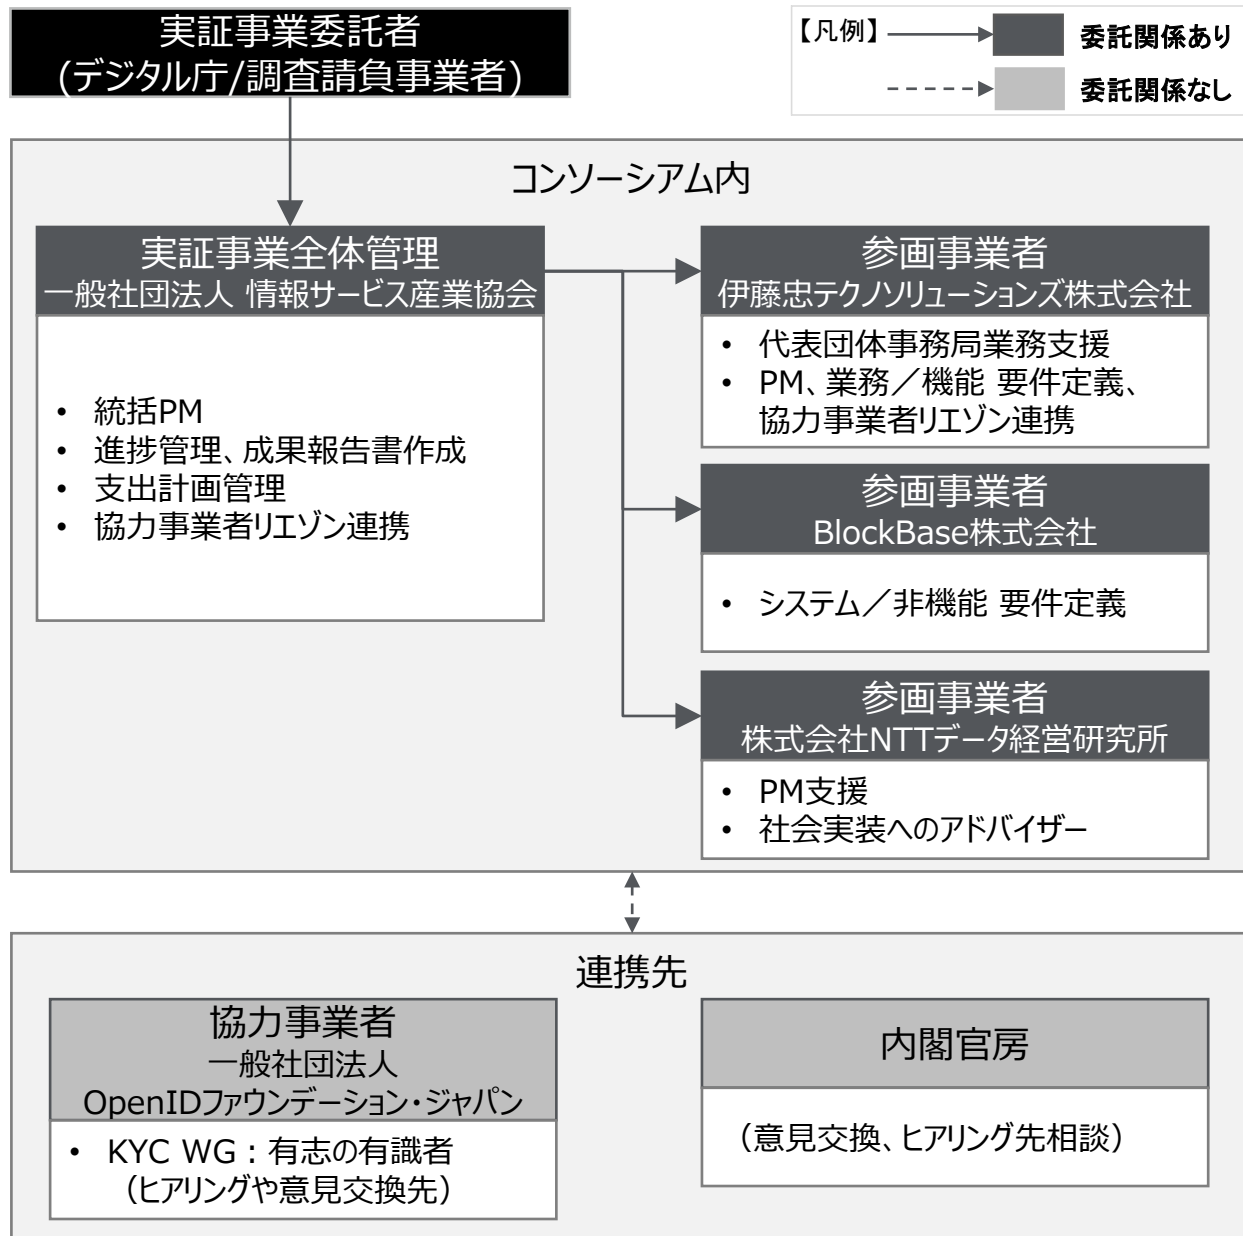 実証事業委託者
(デジタル庁/調査請負事業者)
【凡例】
委託関係あり
委託関係なし
コンソーシアム内
実証事業全体管理
一般社団法人 情報サービス産業協会
• 統括PM
• 進捗管理、成果報告書作成
• 支出計画管理
• 協力事業者リエゾン連携
参画事業者
伊藤忠テクノソリューションズ株式会社
• 代表団体事務局業務支援
• PM、業務／機能 要件定義、
協力事業者リエゾン連携
参画事業者
BlockBase株式会社
• システム／非機能 要件定義
参画事業者
株式会社NTTデータ経営研究所
• PM支援
• 社会実装へのアドバイザー
連携先
協力事業者
一般社団法人
OpenIDファウンデーション・ジャパン
• KYC WG：有志の有識者
（ヒアリングや意見交換先）
内閣官房
（意見交換、ヒアリング先相談）